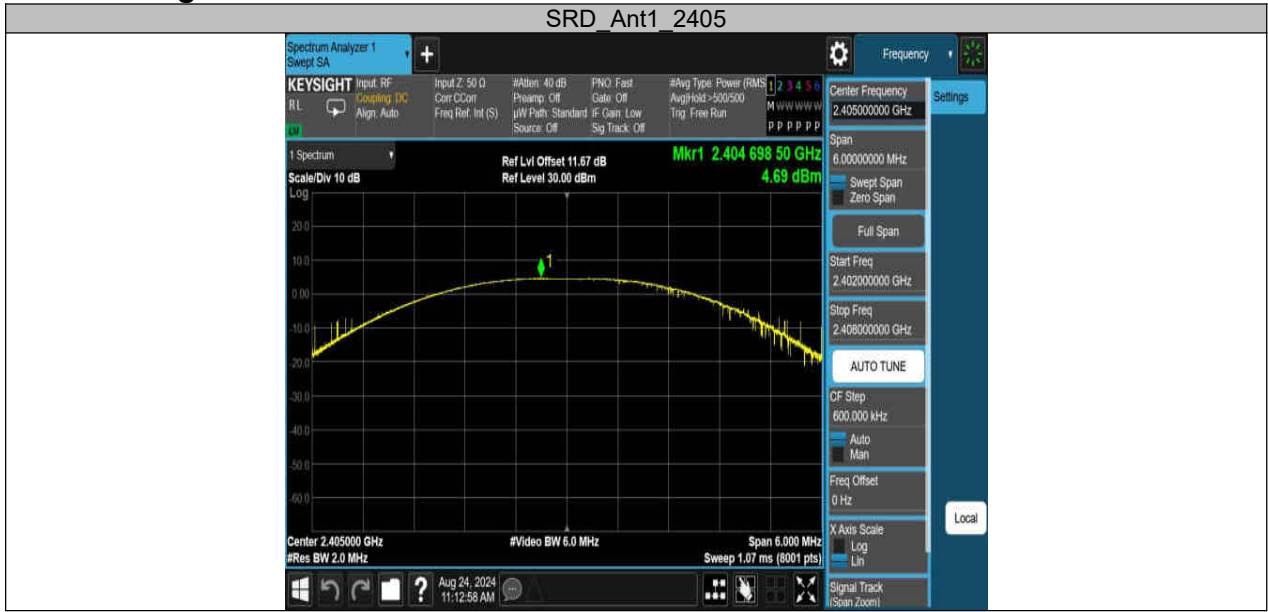 SRD_Ant1_2405
Spectrum Analyzer 1
Swept SA
+
Frequency
KEYSIGHT
RL
LXI
Input: RF
Coupling: DC
Align: Auto
Input Z: 50 Ω
Corr CCorr
Freq Ref: Int (S)
#Atten: 40 dB
Preamp: Off
µW Path: Standard
Source: Off
PNO: Fast
Gate: Off
IF Gain: Low
Sig Track: Off
#Avg Type: Power (RMS
Avg|Hold:>500/500
Trig: Free Run
1 2 3 4 5 6
M W W W W W
P P P P P P
1 Spectrum
Scale/Div 10 dB
Log
Ref Lvl Offset 11.67 dB
Ref Level 30.00 dBm
Mkr1 2.404 698 50 GHz
4.69 dBm
20.0
10.0
0.00
-10.0
-20.0
-30.0
-40.0
-50.0
-60.0
1
Center 2.405000 GHz
#Res BW 2.0 MHz
#Video BW 6.0 MHz
Span 6.000 MHz
Sweep 1.07 ms (8001 pts)
?
Aug 24, 2024
11:12:58 AM
Center Frequency
2.405000000 GHz
Settings
Span
6.00000000 MHz
Swept Span
Zero Span
Full Span
Start Freq
2.402000000 GHz
Stop Freq
2.408000000 GHz
AUTO TUNE
CF Step
600.000 kHz
Auto
Man
Freq Offset
0 Hz
X Axis Scale
Log
Lin
Local
Signal Track
(Span Zoom)